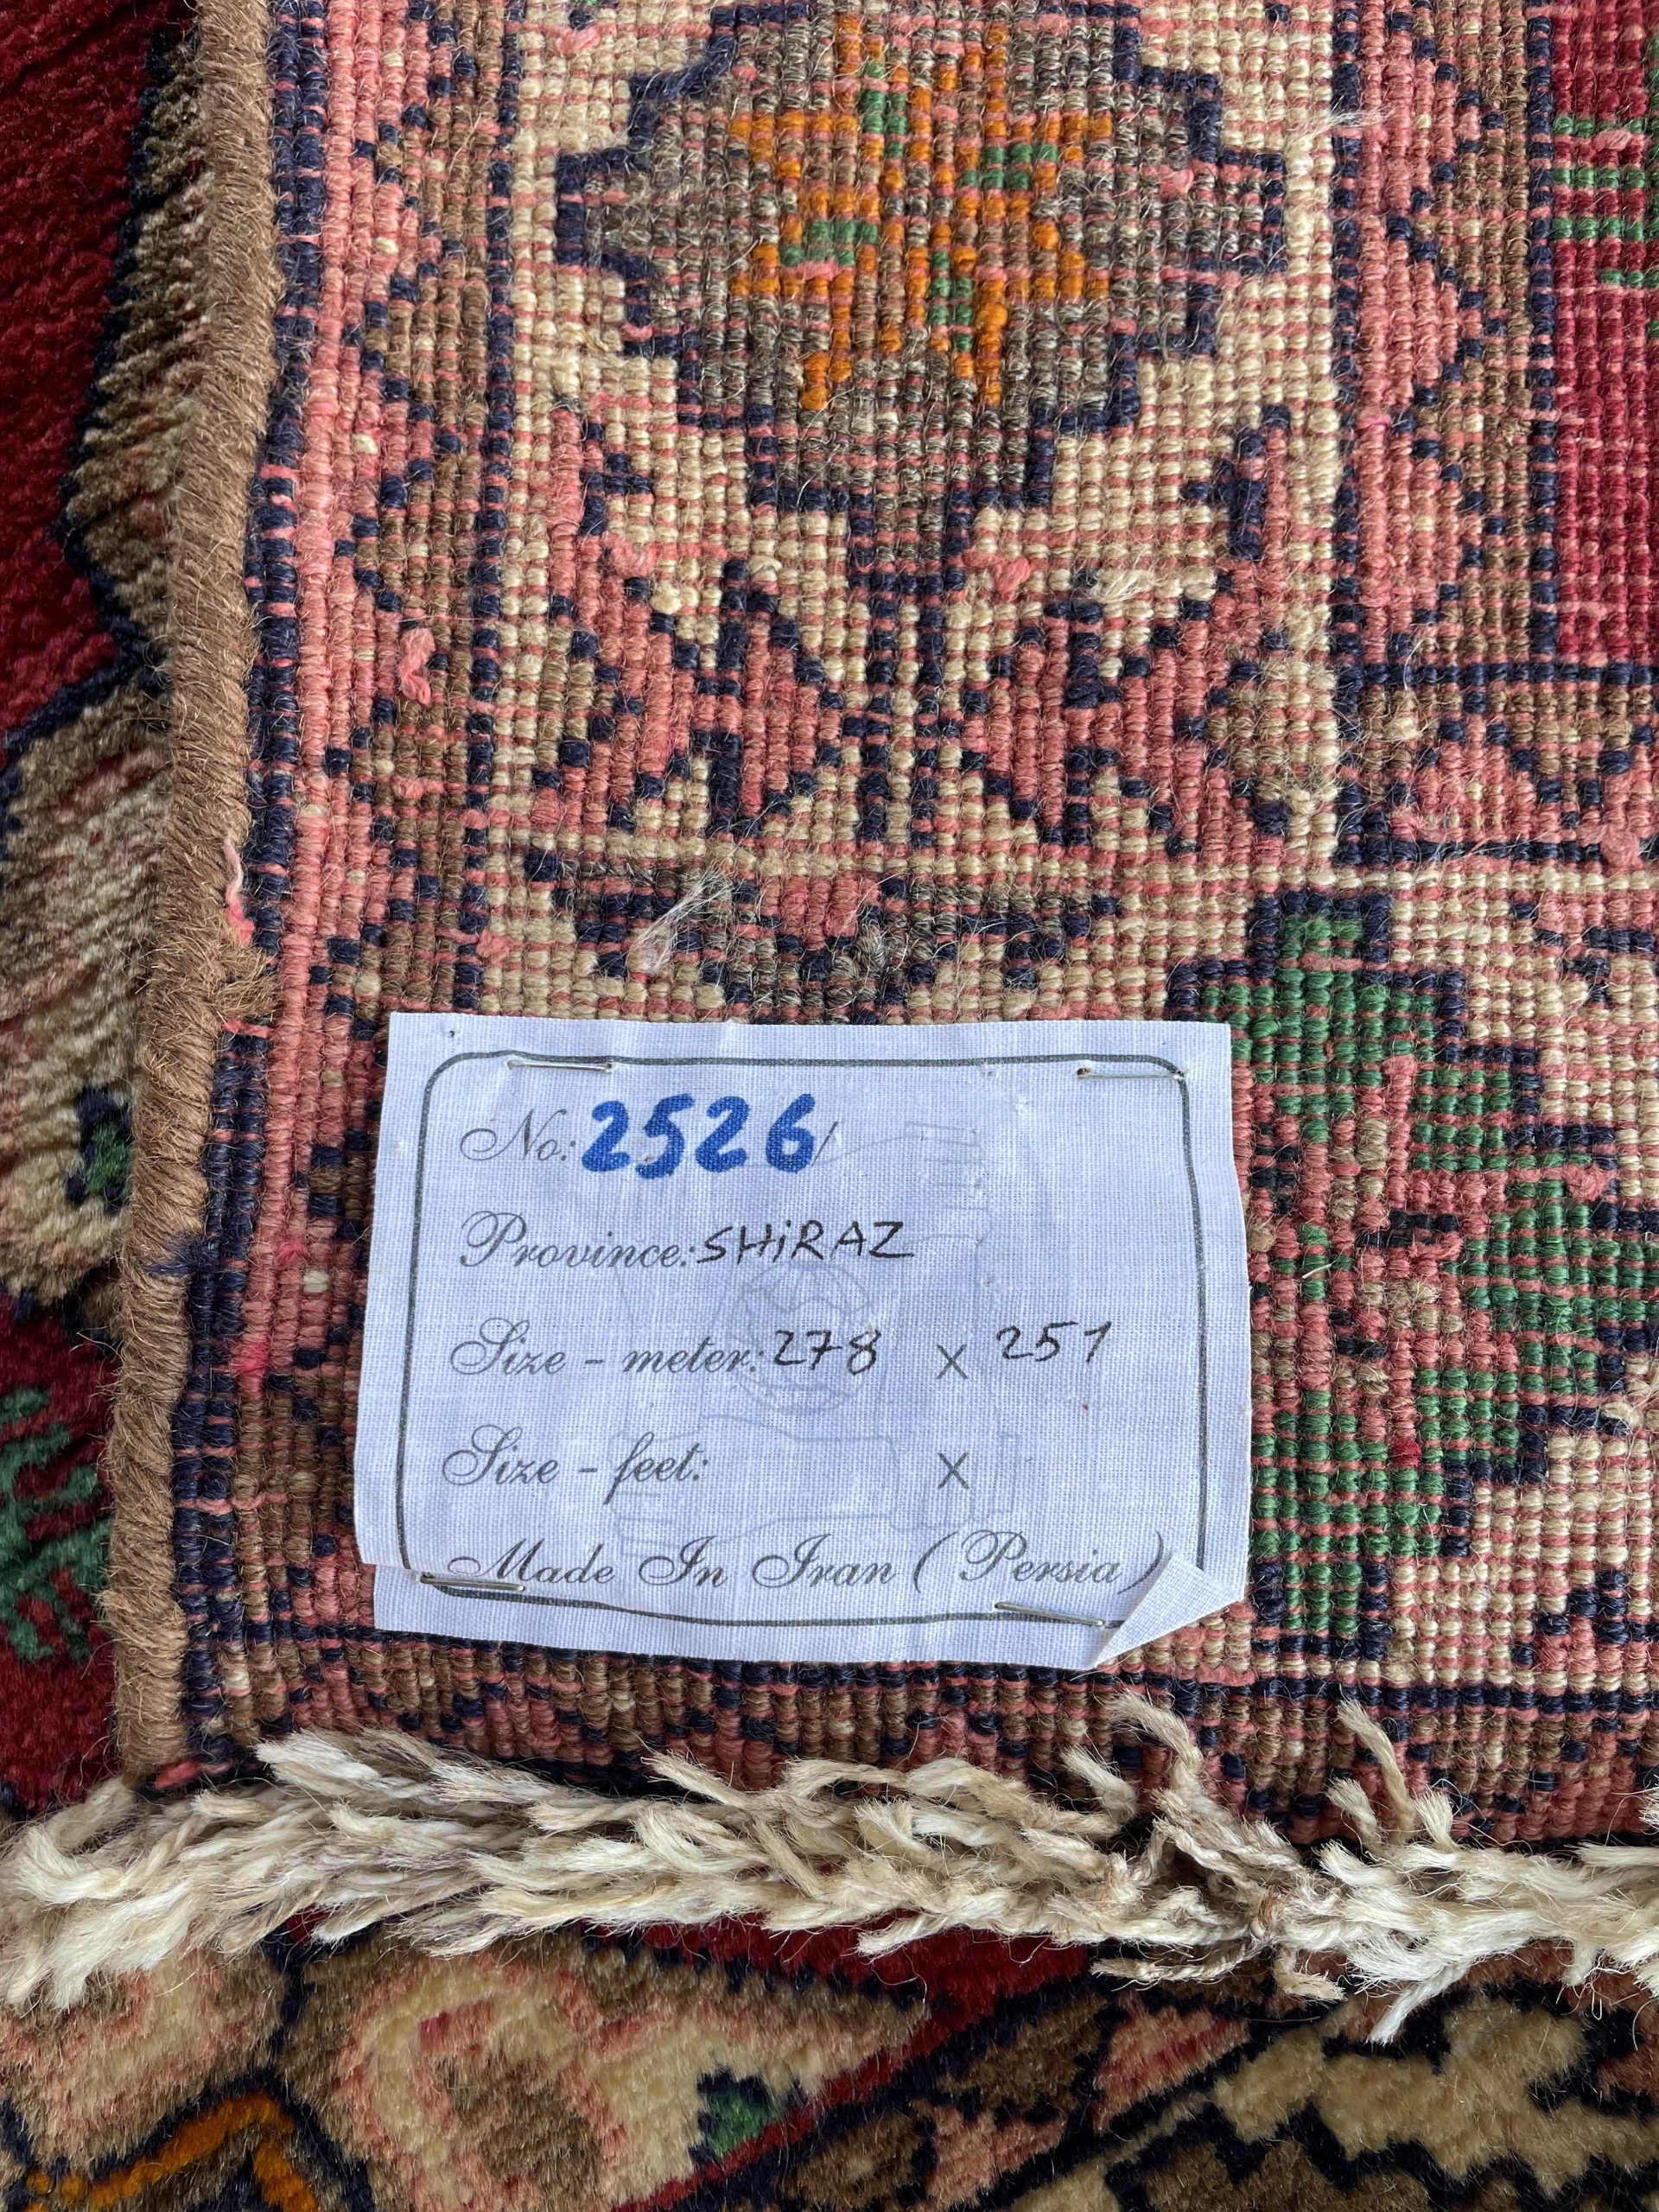 No: 2526/
Province: SHiRAZ
Size - meter: 278 X 251
Size - feet: X
Made In Iran (Persia)